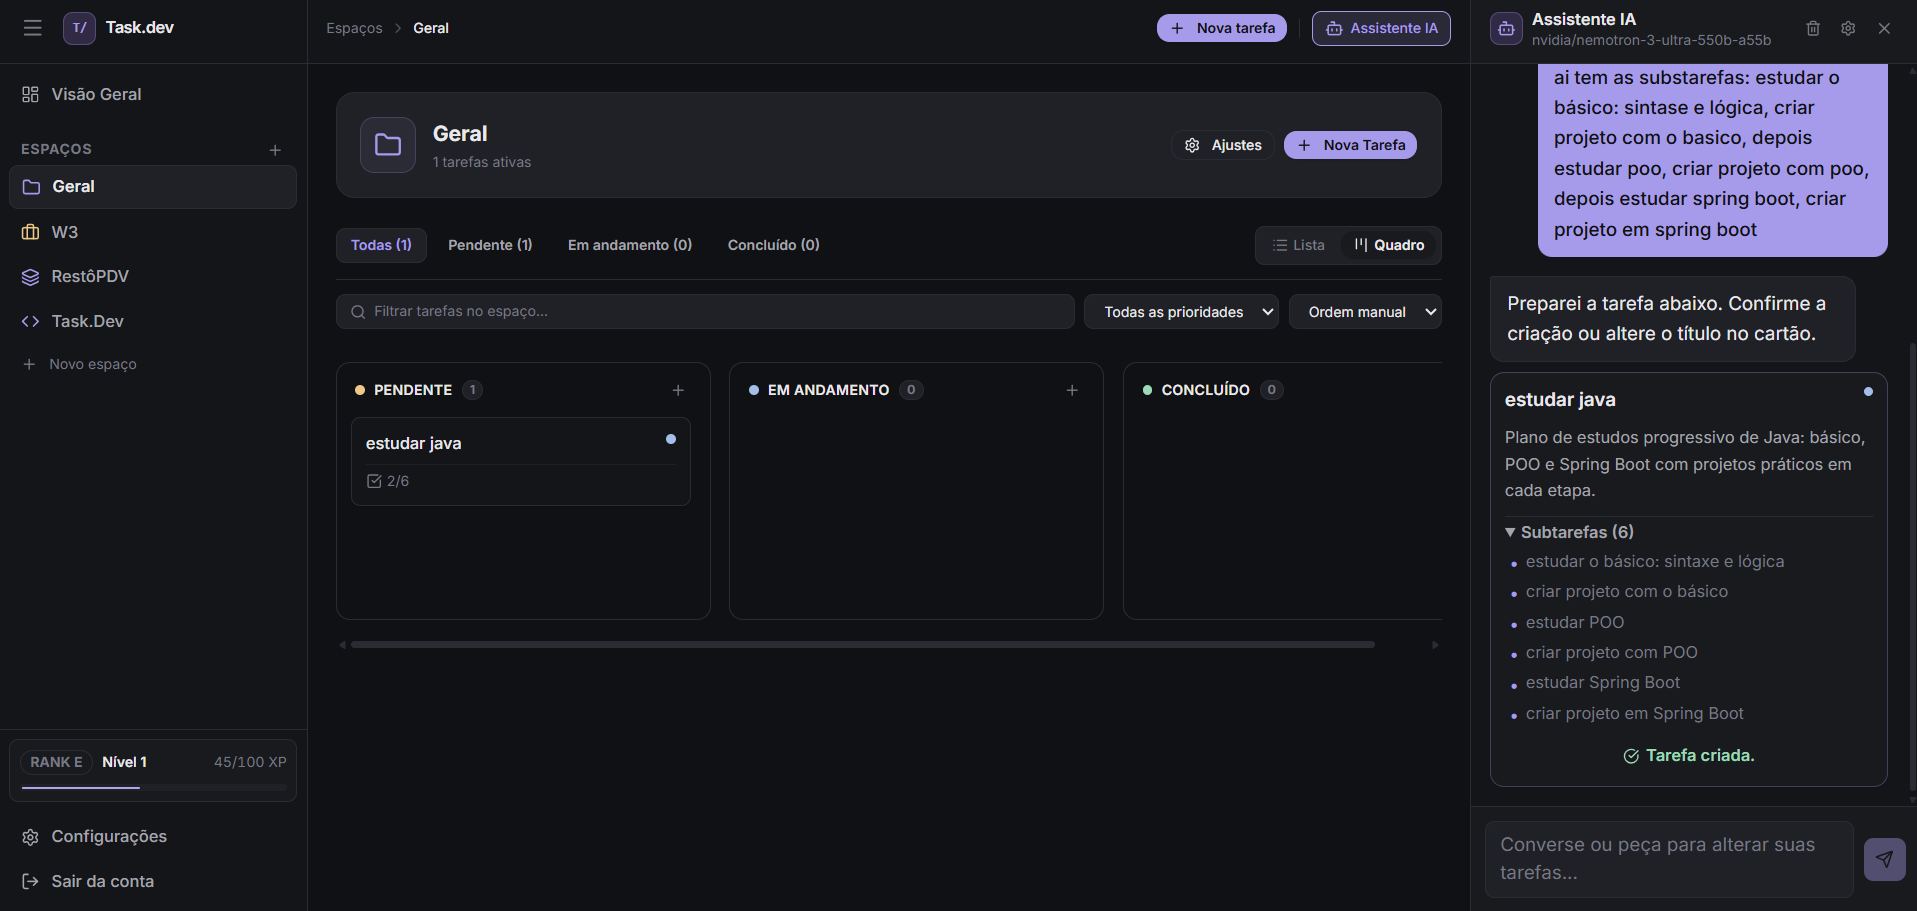 T/ Task.dev
Visão Geral
ESPAÇOS
Geral
W3
RestôPDV
Task.Dev
Novo espaço
RANK E Nível 1 45/100 XP
Configurações
Sair da conta
Espaços > Geral
+ Nova tarefa
Assistente IA
Geral
1 tarefas ativas
Ajustes
+ Nova Tarefa
Todas (1) Pendente (1) Em andamento (0) Concluído (0)
Lista Quadro
Filtrar tarefas no espaço...
Todas as prioridades
Ordem manual
PENDENTE 1
estudar java
2/6
EM ANDAMENTO 0
CONCLUÍDO 0
Assistente IA
nvidia/nemotron-3-ultra-550b-a55b
ai tem as substarefas: estudar o
básico: sintase e lógica, criar
projeto com o basico, depois
estudar poo, criar projeto com poo,
depois estudar spring boot, criar
projeto em spring boot
Preparei a tarefa abaixo. Confirme a
criação ou altere o título no cartão.
estudar java
Plano de estudos progressivo de Java: básico,
POO e Spring Boot com projetos práticos em
cada etapa.
▼ Subtarefas (6)
• estudar o básico: sintaxe e lógica
• criar projeto com o básico
• estudar POO
• criar projeto com POO
• estudar Spring Boot
• criar projeto em Spring Boot
Tarefa criada.
Converse ou peça para alterar suas
tarefas...